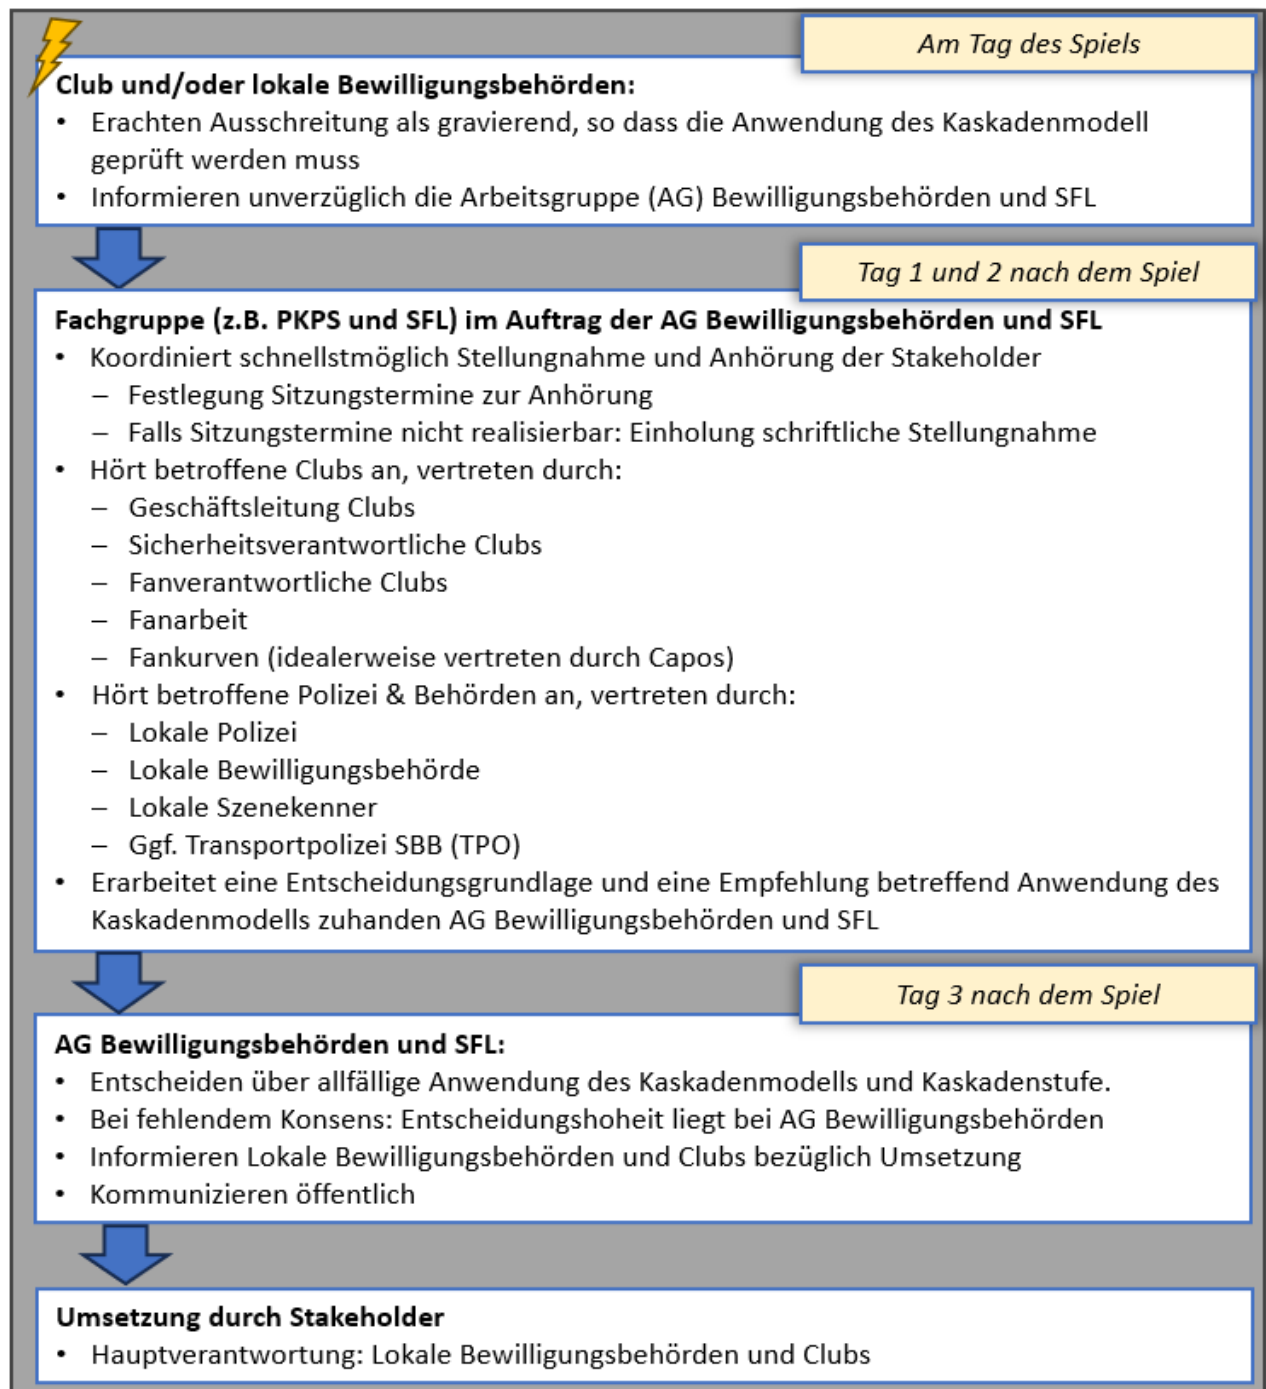 Am Tag des Spiels
Club und/oder lokale Bewilligungsbehörden:
• Erachten Ausschreitung als gravierend, so dass die Anwendung des Kaskadenmodell
geprüft werden muss
• Informieren unverzüglich die Arbeitsgruppe (AG) Bewilligungsbehörden und SFL
Tag 1 und 2 nach dem Spiel
Fachgruppe (z.B. PKPS und SFL) im Auftrag der AG Bewilligungsbehörden und SFL
• Koordiniert schnellstmöglich Stellungnahme und Anhörung der Stakeholder
– Festlegung Sitzungstermine zur Anhörung
– Falls Sitzungstermine nicht realisierbar: Einholung schriftliche Stellungnahme
• Hört betroffene Clubs an, vertreten durch:
– Geschäftsleitung Clubs
– Sicherheitsverantwortliche Clubs
– Fanverantwortliche Clubs
– Fanarbeit
– Fankurven (idealerweise vertreten durch Capos)
• Hört betroffene Polizei & Behörden an, vertreten durch:
– Lokale Polizei
– Lokale Bewilligungsbehörde
– Lokale Szenekenner
– Ggf. Transportpolizei SBB (TPO)
• Erarbeitet eine Entscheidungsgrundlage und eine Empfehlung betreffend Anwendung des
Kaskadenmodells zuhanden AG Bewilligungsbehörden und SFL
Tag 3 nach dem Spiel
AG Bewilligungsbehörden und SFL:
• Entscheiden über allfällige Anwendung des Kaskadenmodells und Kaskadenstufe.
• Bei fehlendem Konsens: Entscheidungshoheit liegt bei AG Bewilligungsbehörden
• Informieren Lokale Bewilligungsbehörden und Clubs bezüglich Umsetzung
• Kommunizieren öffentlich
Umsetzung durch Stakeholder
• Hauptverantwortung: Lokale Bewilligungsbehörden und Clubs